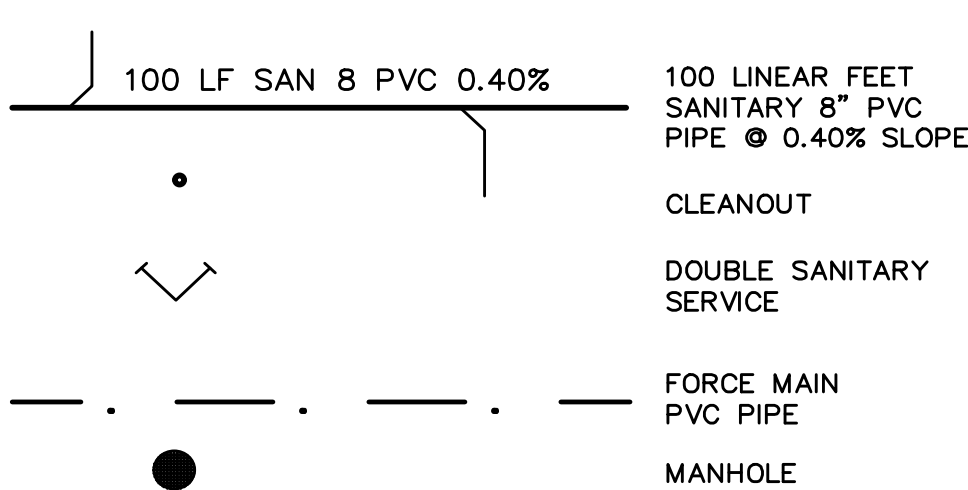 100 LF SAN 8 PVC 0.40%
100 LINEAR FEET
SANITARY 8" PVC
PIPE @ 0.40% SLOPE
CLEANOUT
DOUBLE SANITARY
SERVICE
FORCE MAIN
PVC PIPE
MANHOLE